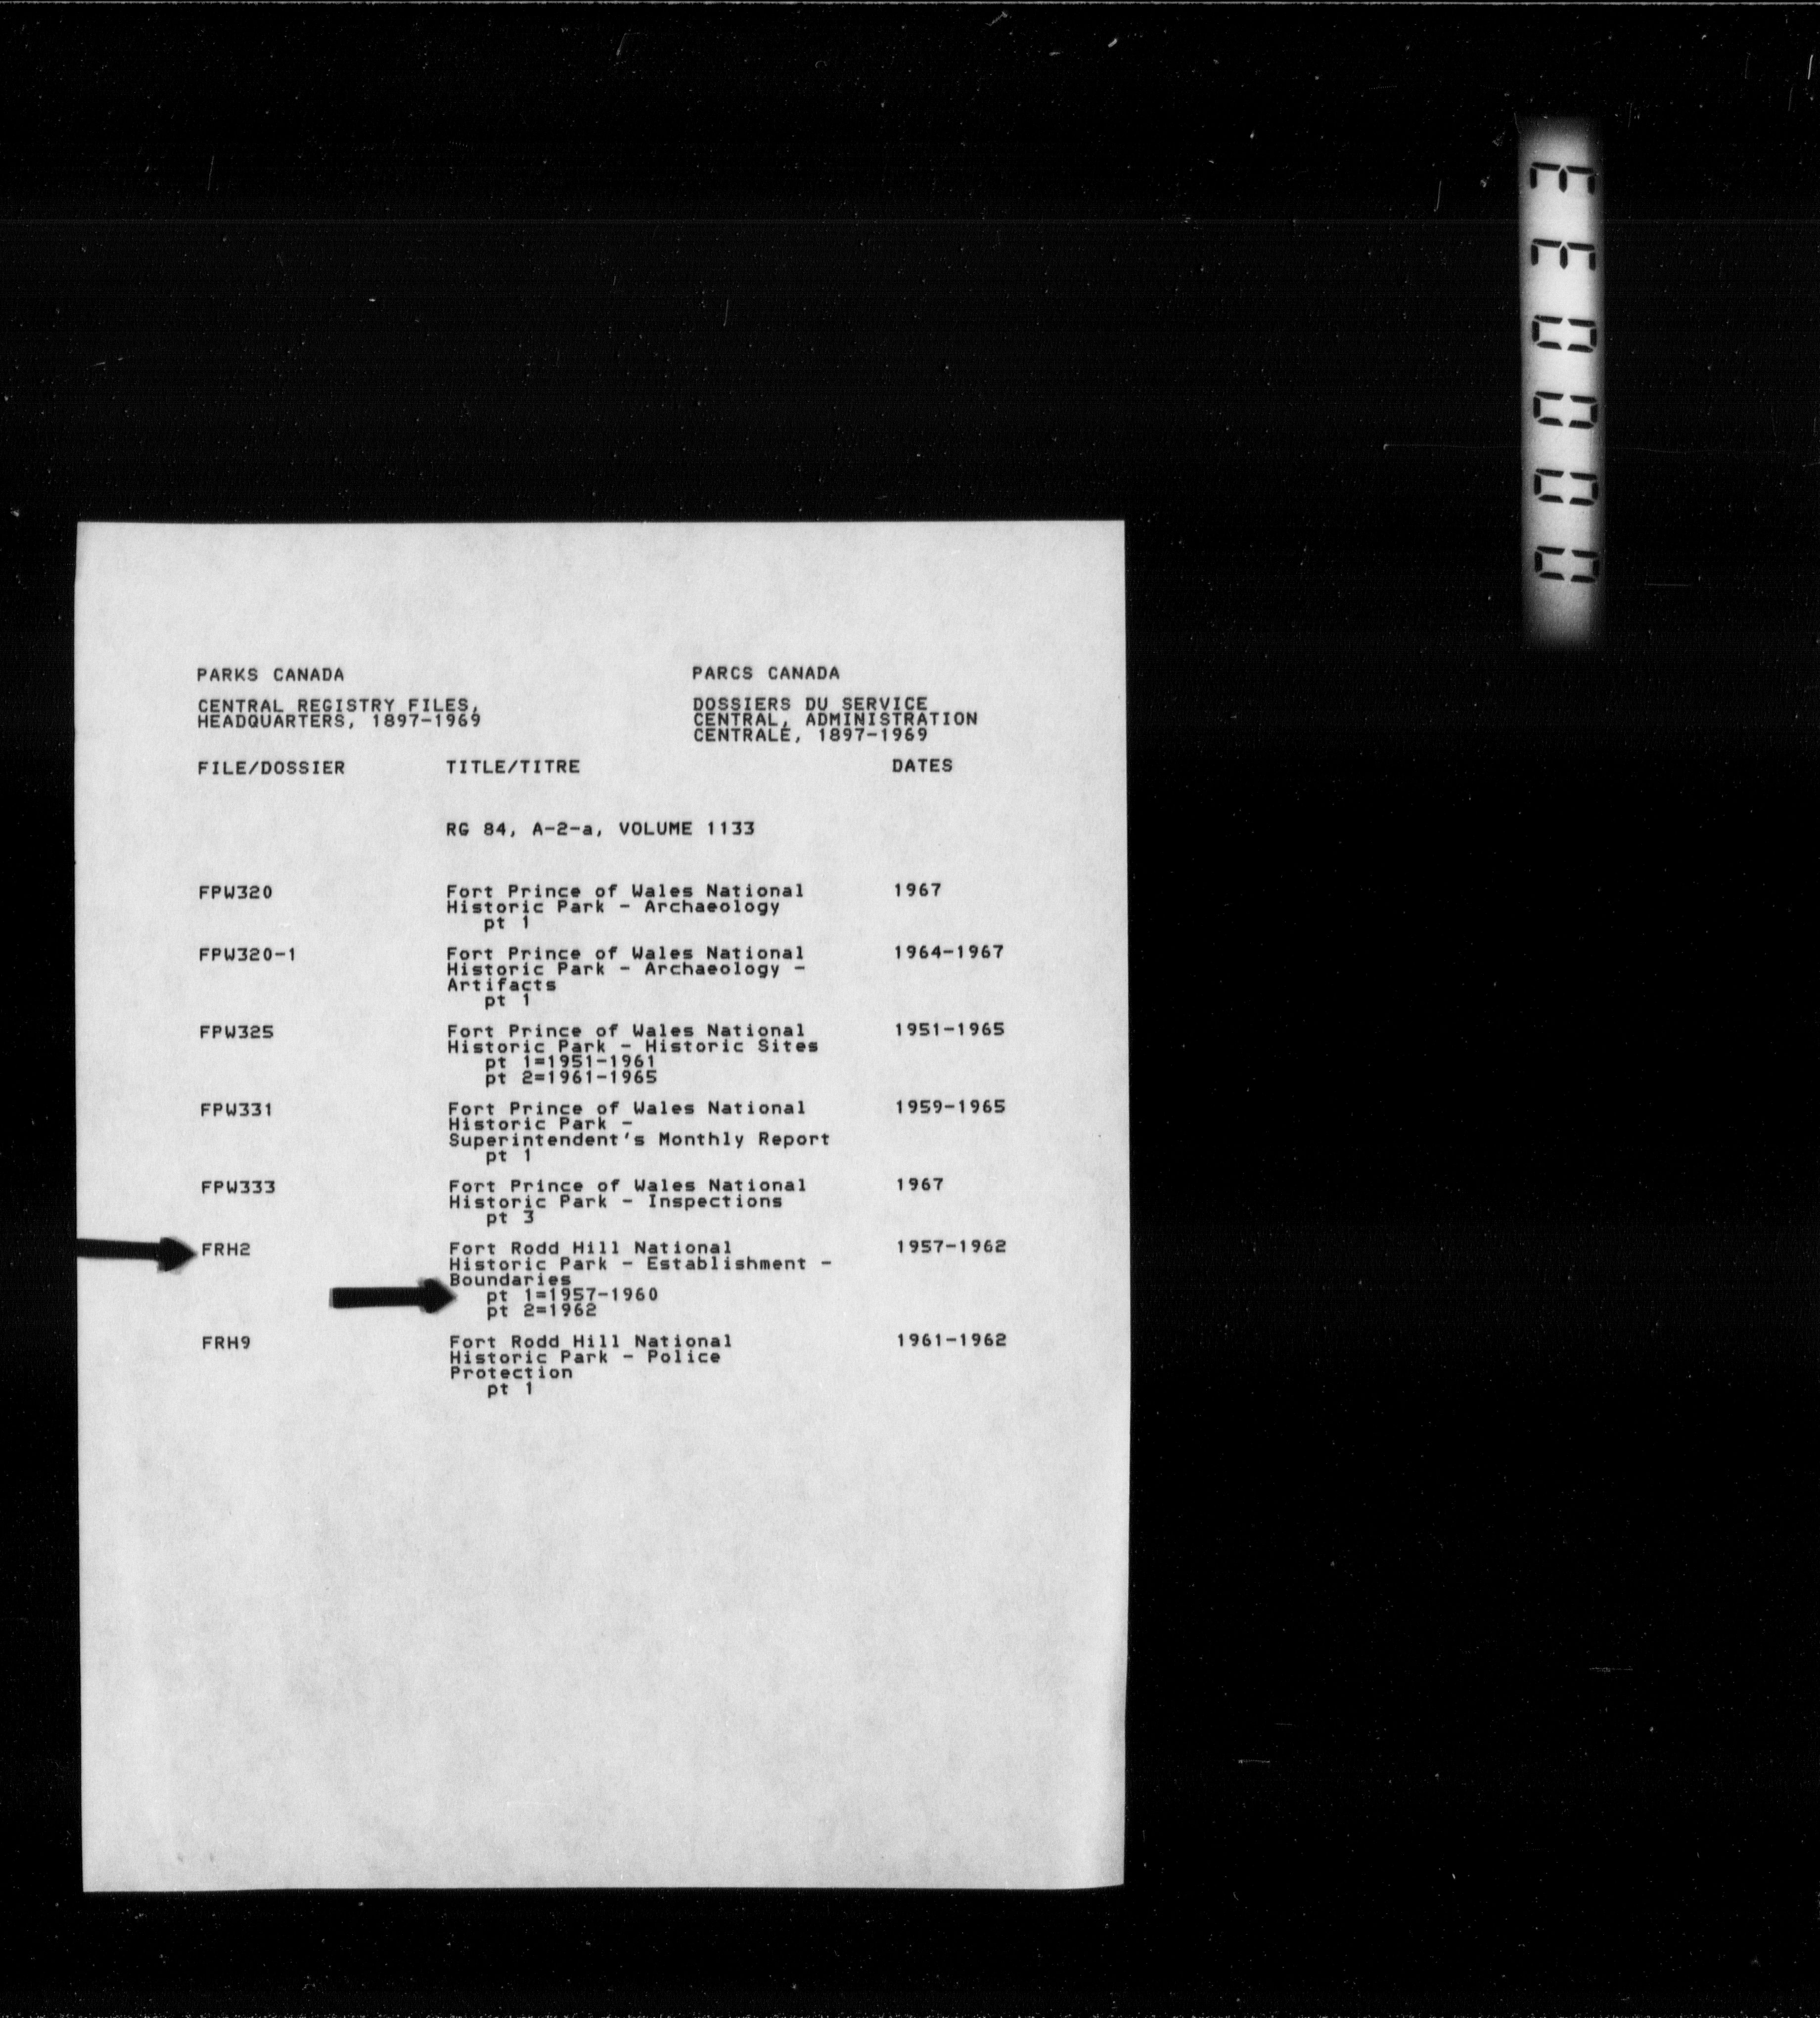 PARKS CANADA
CENTRAL REGISTRY FILES,
HEADQUARTERS, 1897-1969
PARCS CANADA
DOSSIERS DU SERVICE
CENTRAL, ADMINISTRATION
CENTRALE, 1897-1969
FILE/DOSSIER TITLE/TITRE DATES
RG 84, A-2-a, VOLUME 1133
FPW320 Fort Prince of Wales National 1967
Historic Park - Archaeology
pt 1
FPW320-1 Fort Prince of Wales National 1964-1967
Historic Park - Archaeology -
Artifacts
pt 1
FPW325 Fort Prince of Wales National 1951-1965
Historic Park - Historic Sites
pt 1=1951-1961
pt 2=1961-1965
FPW331 Fort Prince of Wales National 1959-1965
Historic Park -
Superintendent's Monthly Report
pt 1
FPW333 Fort Prince of Wales National 1967
Historic Park - Inspections
pt 3
FRH2 Fort Rodd Hill National 1957-1962
Historic Park - Establishment -
Boundaries
pt 1=1957-1960
pt 2=1962
FRH9 Fort Rodd Hill National 1961-1962
Historic Park - Police
Protection
pt 1
000033